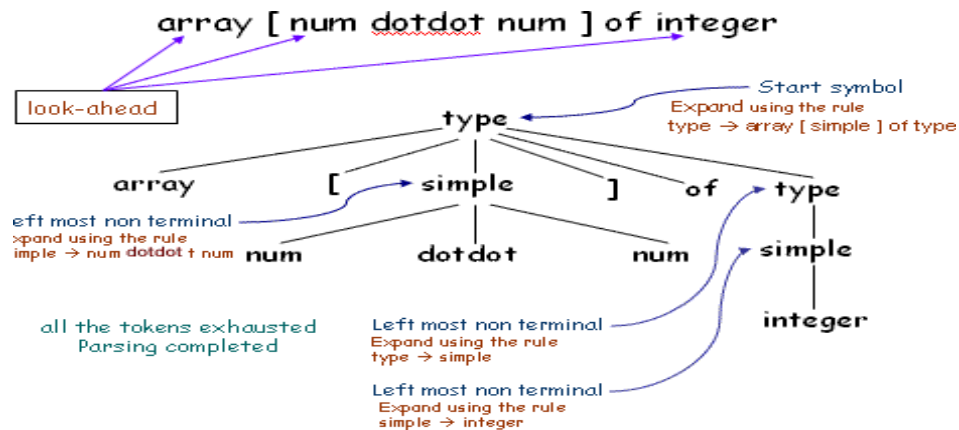 array [ num dotdot num ] of integer
look-ahead
Start symbol
Expand using the rule
type → array [ simple ] of type
type
array [ simple ] of type
eft most non terminal
xpand using the rule
imple → num dotdot t num
num dotdot num
simple
integer
all the tokens exhausted
Parsing completed
Left most non terminal
Expand using the rule
type → simple
Left most non terminal
Expand using the rule
simple → integer